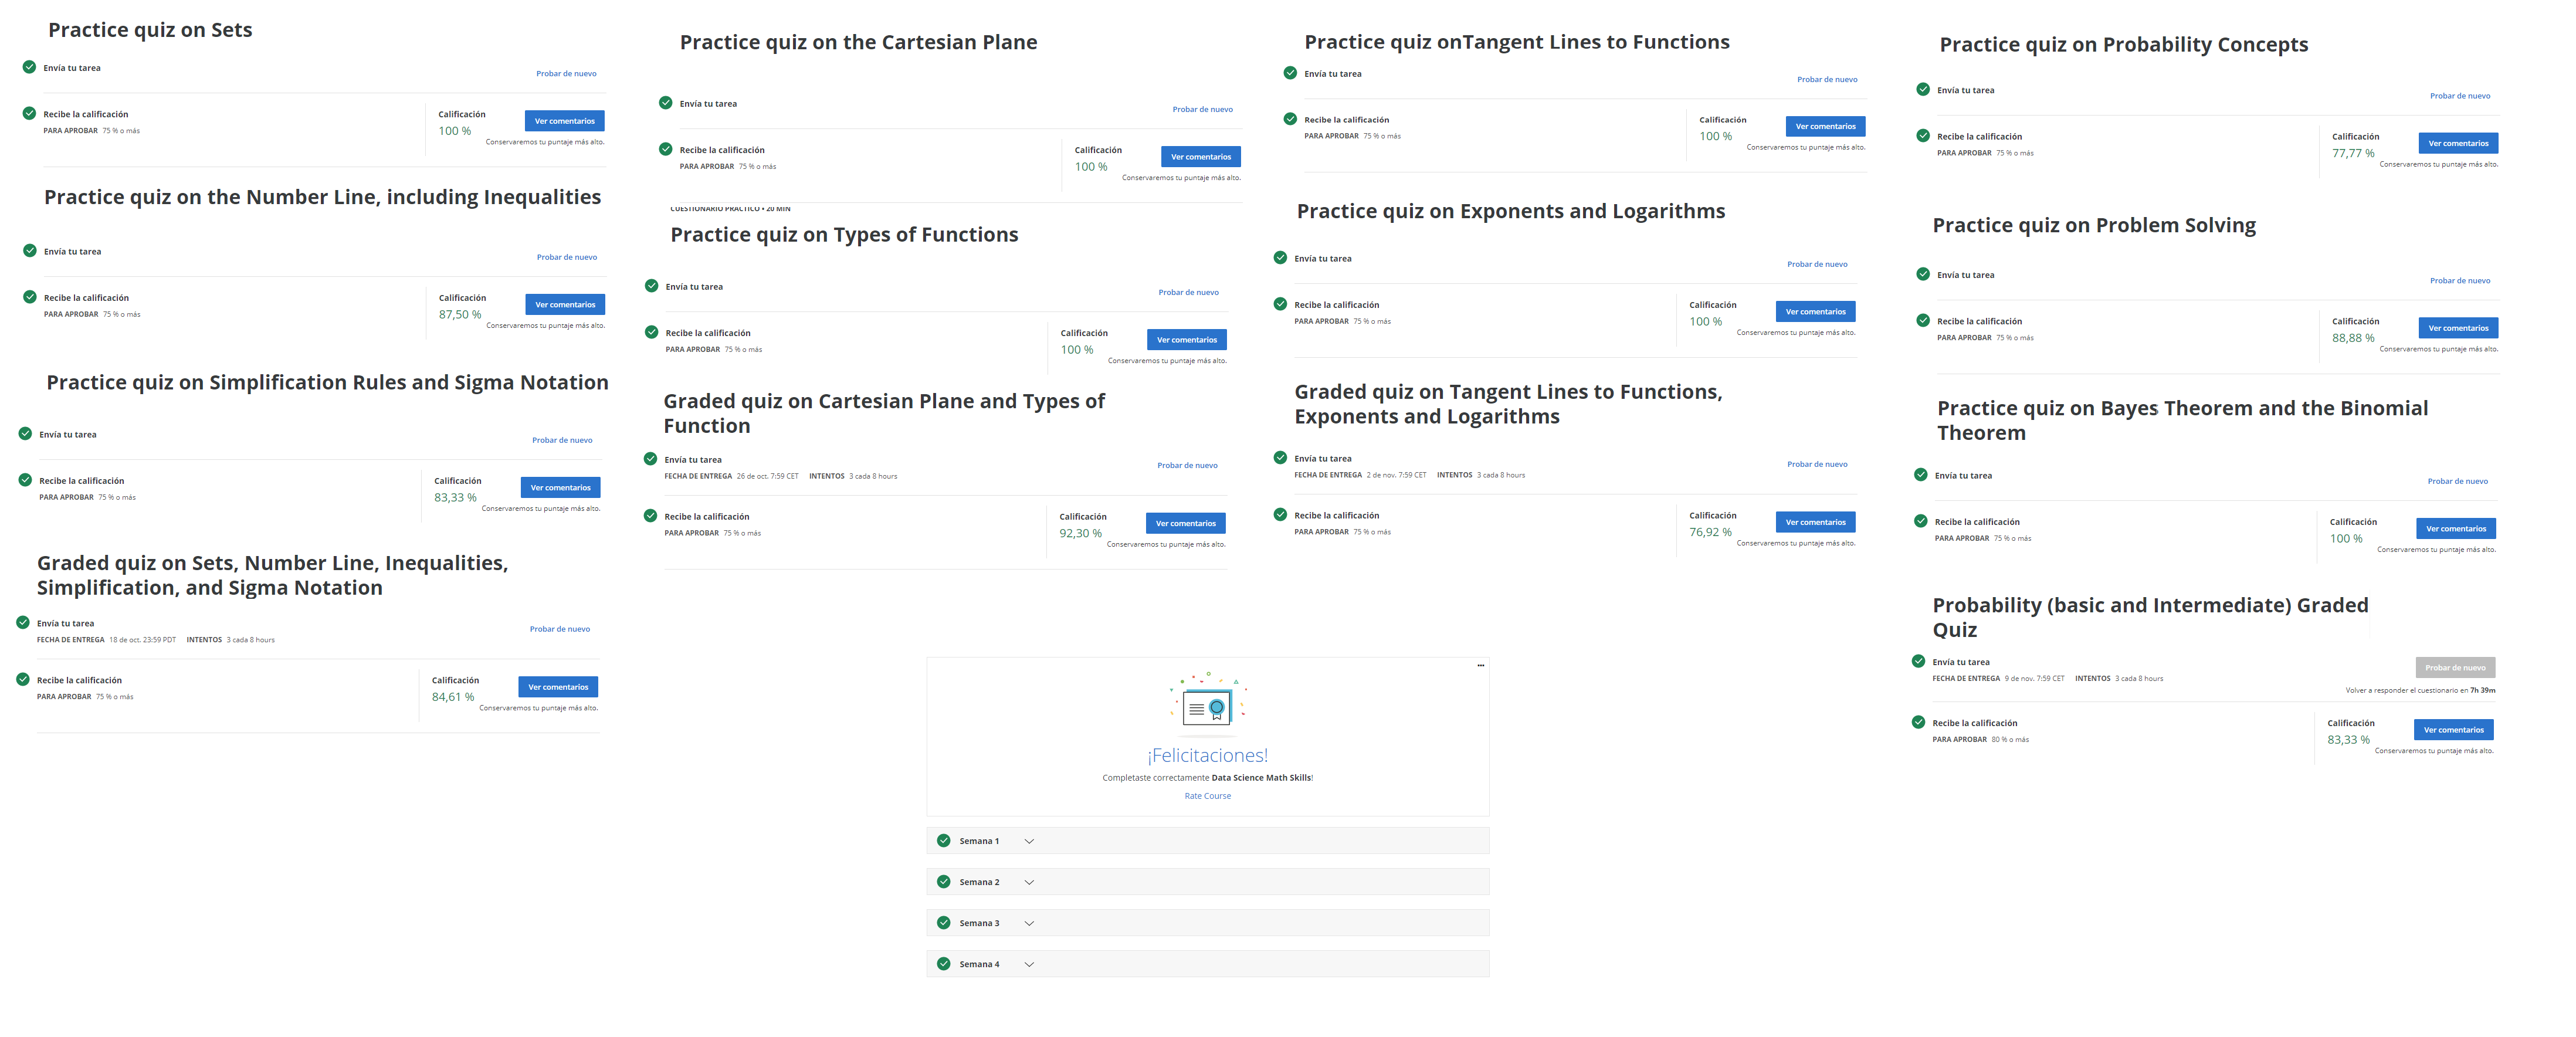 Practice quiz on Sets
Envía tu tarea
Probar de nuevo
Recibe la calificación
PARA APROBAR 75 % o más
Calificación
100 %
Ver comentarios
Conservaremos tu puntaje más alto.
Practice quiz on the Number Line, including Inequalities
Envía tu tarea
Probar de nuevo
Recibe la calificación
PARA APROBAR 75 % o más
Calificación
87,50 %
Ver comentarios
Conservaremos tu puntaje más alto.
Practice quiz on Simplification Rules and Sigma Notation
Envía tu tarea
Probar de nuevo
Recibe la calificación
PARA APROBAR 75 % o más
Calificación
83,33 %
Ver comentarios
Conservaremos tu puntaje más alto.
Graded quiz on Sets, Number Line, Inequalities,
Simplification, and Sigma Notation
Envía tu tarea
FECHA DE ENTREGA 18 de oct. 23:59 PDT INTENTOS 3 cada 8 hours
Probar de nuevo
Recibe la calificación
PARA APROBAR 75 % o más
Calificación
84,61 %
Ver comentarios
Conservaremos tu puntaje más alto.
Practice quiz on the Cartesian Plane
Envía tu tarea
Probar de nuevo
Recibe la calificación
PARA APROBAR 75 % o más
Calificación
100 %
Ver comentarios
Conservaremos tu puntaje más alto.
CUESTIONARIO PRÁCTICO • 20 MIN
Practice quiz on Types of Functions
Envía tu tarea
Probar de nuevo
Recibe la calificación
PARA APROBAR 75 % o más
Calificación
100 %
Ver comentarios
Conservaremos tu puntaje más alto.
Graded quiz on Cartesian Plane and Types of
Function
Envía tu tarea
FECHA DE ENTREGA 26 de oct. 7:59 CET INTENTOS 3 cada 8 hours
Probar de nuevo
Recibe la calificación
PARA APROBAR 75 % o más
Calificación
92,30 %
Ver comentarios
Conservaremos tu puntaje más alto.
Practice quiz onTangent Lines to Functions
Envía tu tarea
Probar de nuevo
Recibe la calificación
PARA APROBAR 75 % o más
Calificación
100 %
Ver comentarios
Conservaremos tu puntaje más alto.
Practice quiz on Exponents and Logarithms
Envía tu tarea
Probar de nuevo
Recibe la calificación
PARA APROBAR 75 % o más
Calificación
100 %
Ver comentarios
Conservaremos tu puntaje más alto.
Graded quiz on Tangent Lines to Functions,
Exponents and Logarithms
Envía tu tarea
FECHA DE ENTREGA 2 de nov. 7:59 CET INTENTOS 3 cada 8 hours
Probar de nuevo
Recibe la calificación
PARA APROBAR 75 % o más
Calificación
76,92 %
Ver comentarios
Conservaremos tu puntaje más alto.
Practice quiz on Probability Concepts
Envía tu tarea
Probar de nuevo
Recibe la calificación
PARA APROBAR 75 % o más
Calificación
77,77 %
Ver comentarios
Conservaremos tu puntaje más alto.
Practice quiz on Problem Solving
Envía tu tarea
Probar de nuevo
Recibe la calificación
PARA APROBAR 75 % o más
Calificación
88,88 %
Ver comentarios
Conservaremos tu puntaje más alto.
Practice quiz on Bayes Theorem and the Binomial
Theorem
Envía tu tarea
Probar de nuevo
Recibe la calificación
PARA APROBAR 75 % o más
Calificación
100 %
Ver comentarios
Conservaremos tu puntaje más alto.
Probability (basic and Intermediate) Graded
Quiz
Envía tu tarea
FECHA DE ENTREGA 9 de nov. 7:59 CET INTENTOS 3 cada 8 hours
Probar de nuevo
Volver a responder el cuestionario en 7h 39m
Recibe la calificación
PARA APROBAR 80 % o más
Calificación
83,33 %
Ver comentarios
Conservaremos tu puntaje más alto.
¡Felicitaciones!
Completaste correctamente Data Science Math Skills!
Rate Course
Semana 1
Semana 2
Semana 3
Semana 4